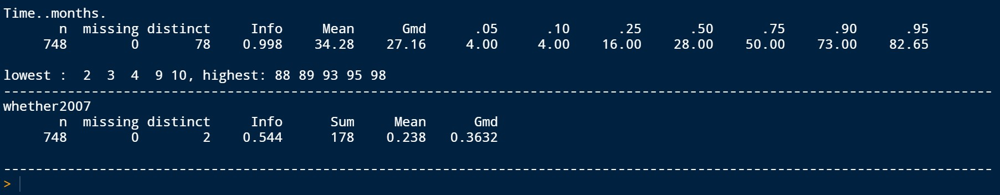 Time..months.
n missing distinct Info Mean Gmd .05 .10 .25 .50 .75 .90 .95
748 0 78 0.998 34.28 27.16 4.00 4.00 16.00 28.00 50.00 73.00 82.65
lowest : 2 3 4 9 10, highest: 88 89 93 95 98
--------------------------------------------------------------------------------------------------------------------------------
whether2007
n missing distinct Info Sum Mean Gmd
748 0 2 0.544 178 0.238 0.3632
--------------------------------------------------------------------------------------------------------------------------------
>